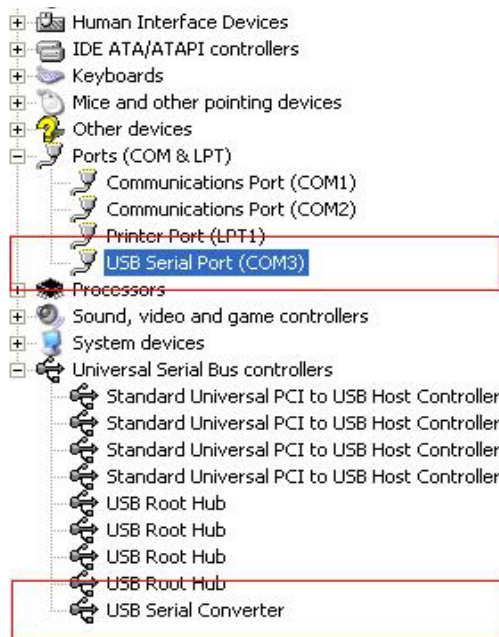 Human Interface Devices
IDE ATA/ATAPI controllers
Keyboards
Mice and other pointing devices
Other devices
Ports (COM & LPT)
Communications Port (COM1)
Communications Port (COM2)
Printer Port (LPT1)
USB Serial Port (COM3)
Processors
Sound, video and game controllers
System devices
Universal Serial Bus controllers
Standard Universal PCI to USB Host Controller
Standard Universal PCI to USB Host Controller
Standard Universal PCI to USB Host Controller
Standard Universal PCI to USB Host Controller
USB Root Hub
USB Root Hub
USB Root Hub
USB Root Hub
USB Serial Converter